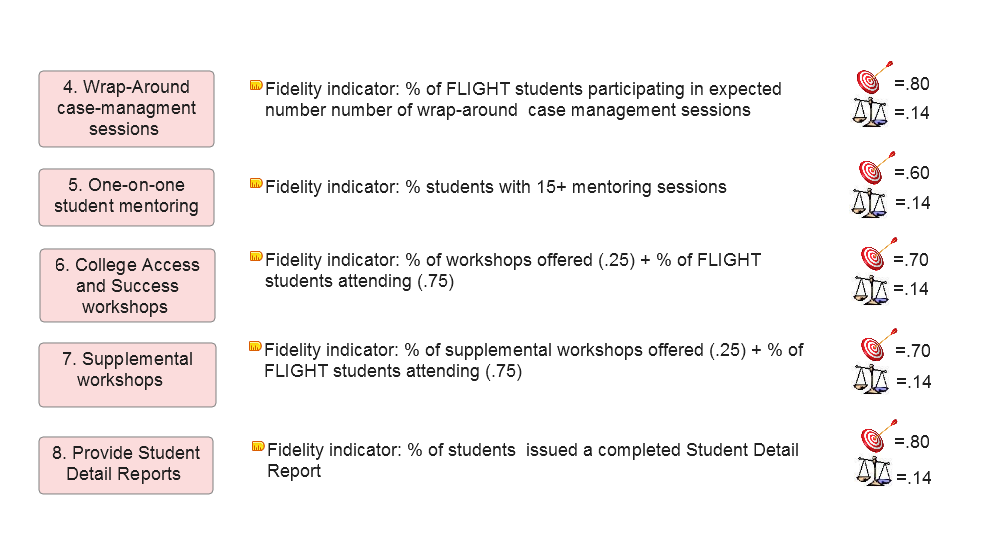 4. Wrap-Around
case-managment
sessions
Fidelity indicator: % of FLIGHT students participating in expected
number number of wrap-around case management sessions
=.80
=.14
5. One-on-one
student mentoring
Fidelity indicator: % students with 15+ mentoring sessions
=.60
=.14
6. College Access
and Success
workshops
Fidelity indicator: % of workshops offered (.25) + % of FLIGHT
students attending (.75)
=.70
=.14
7. Supplemental
workshops
Fidelity indicator: % of supplemental workshops offered (.25) + % of
FLIGHT students attending (.75)
=.70
=.14
8. Provide Student
Detail Reports
Fidelity indicator: % of students issued a completed Student Detail
Report
=.80
=.14